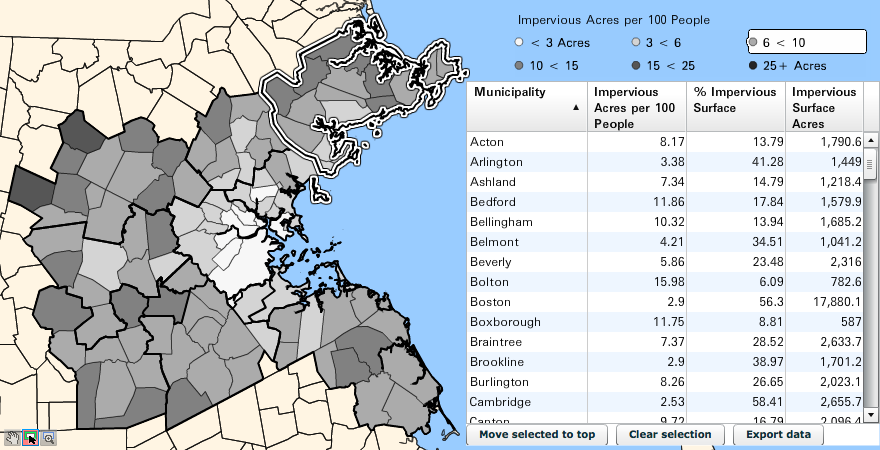 Impervious Acres per 100 People
< 3 Acres 3 < 6 6 < 10
10 < 15 15 < 25 25+ Acres
Municipality Impervious Acres per 100 People % Impervious Surface Impervious Surface Acres
Acton 8.17 13.79 1,790.6
Arlington 3.38 41.28 1,449
Ashland 7.34 14.79 1,218.4
Bedford 11.86 17.84 1,579.9
Bellingham 10.32 13.94 1,685.2
Belmont 4.21 34.51 1,041.2
Beverly 5.86 23.48 2,316
Bolton 15.98 6.09 782.6
Boston 2.9 56.3 17,880.1
Boxborough 11.75 8.81 587
Braintree 7.37 28.52 2,633.7
Brookline 2.9 38.97 1,701.2
Burlington 8.26 26.65 2,023.1
Cambridge 2.53 58.41 2,655.7
Canton 9.72 16.79 2,096.4
Move selected to top Clear selection Export data